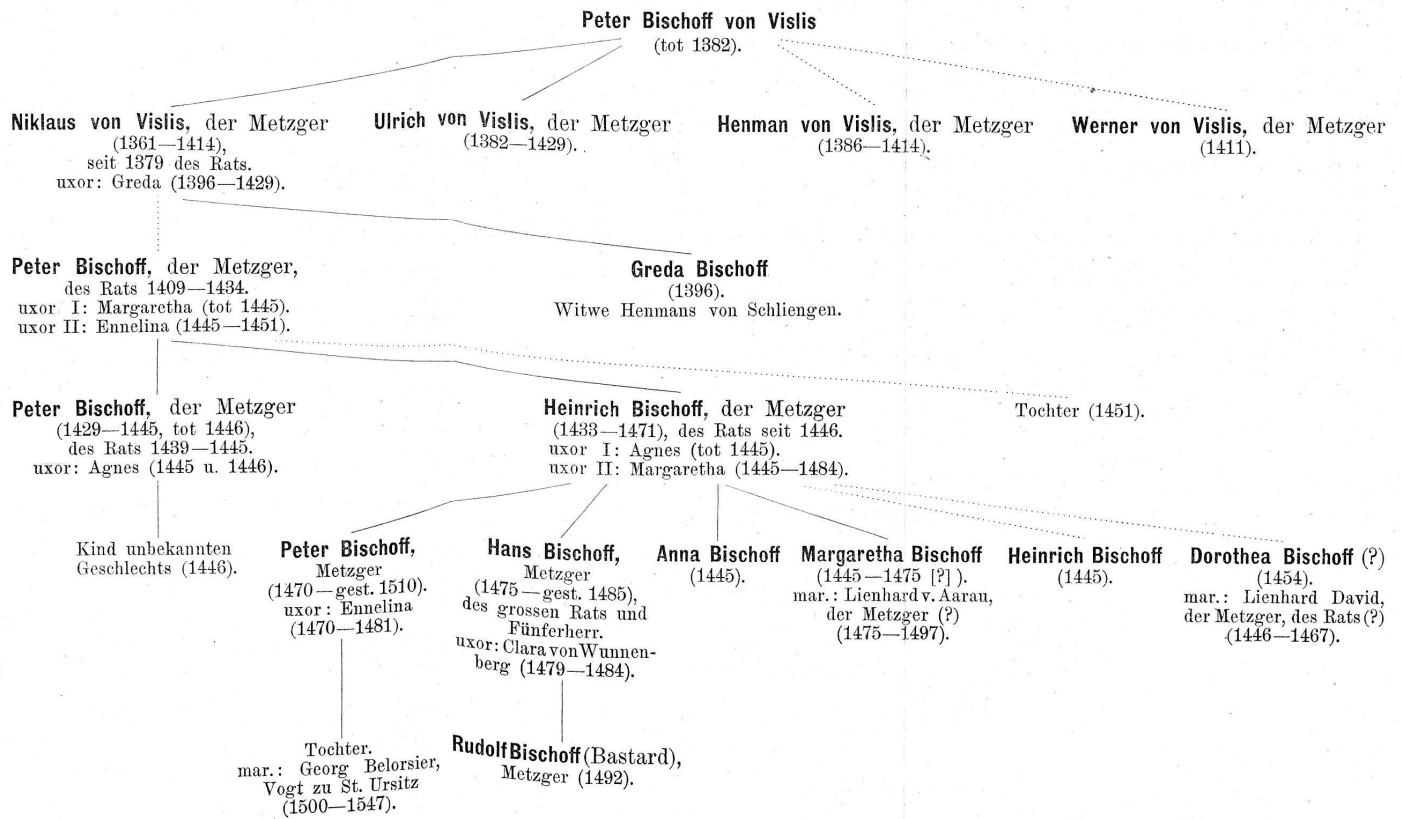 Peter Bischoff von Vislis
(tot 1382).
Niklaus von Vislis, der Metzger
(1361—1414),
seit 1379 des Rats.
uxor: Greda (1396—1429).
Ulrich von Vislis, der Metzger
(1382—1429).
Henman von Vislis, der Metzger
(1386—1414).
Werner von Vislis, der Metzger
(1411).
Peter Bischoff, der Metzger,
des Rats 1409—1434.
uxor I: Margaretha (tot 1445).
uxor II: Ennelina (1445—1451).
Greda Bischoff
(1396).
Witwe Henmans von Schliengen.
Peter Bischoff, der Metzger
(1429—1445, tot 1446),
des Rats 1439—1445.
uxor: Agnes (1445 u. 1446).
Heinrich Bischoff, der Metzger
(1433—1471), des Rats seit 1446.
uxor I: Agnes (tot 1445).
uxor II: Margaretha (1445—1484).
Tochter (1451).
Kind unbekannten
Geschlechts (1446).
Peter Bischoff,
Metzger
(1470—gest. 1510).
uxor: Ennelina
(1470—1481).
Hans Bischoff,
Metzger
(1475—gest. 1485),
des grossen Rats und
Fünferherr.
uxor: Clara von Wunnen-
berg (1479—1484).
Anna Bischoff
(1445).
Margaretha Bischoff
(1445—1475 [?] ).
mar.: Lienhard v. Aarau,
der Metzger (?)
(1475—1497).
Heinrich Bischoff
(1445).
Dorothea Bischoff (?)
(1454).
mar.: Lienhard David,
der Metzger, des Rats (?)
(1446—1467).
Tochter.
mar.: Georg Belorsier,
Vogt zu St. Ursitz
(1500—1547).
Rudolf Bischoff (Bastard),
Metzger (1492).